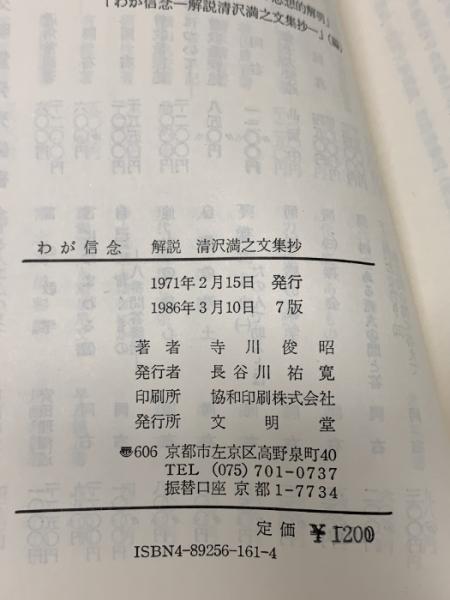 思想的解明」
「わが信念―解説清沢満之文集抄―」（編）
わが信念　解説　清沢満之文集抄
1971年2月15日　発行
1986年3月10日　7版
著者　寺川俊昭
発行者　長谷川祐寛
印刷所　協和印刷株式会社
発行所　文明堂
〠606　京都市左京区高野泉町40
TEL (075) 701-0737
振替口座　京都1-7734
定価　¥1200
ISBN4-89256-161-4